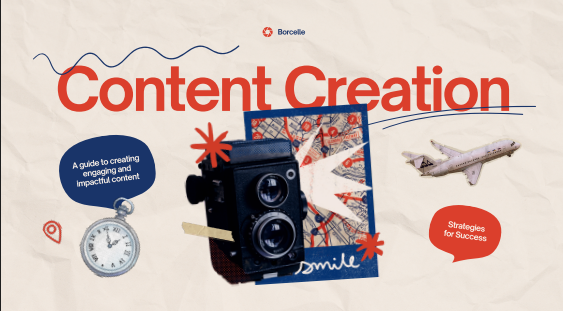 Borcelle
Content Creation
A guide to creating
engaging and
impactful content
Strategies
for Success
smile